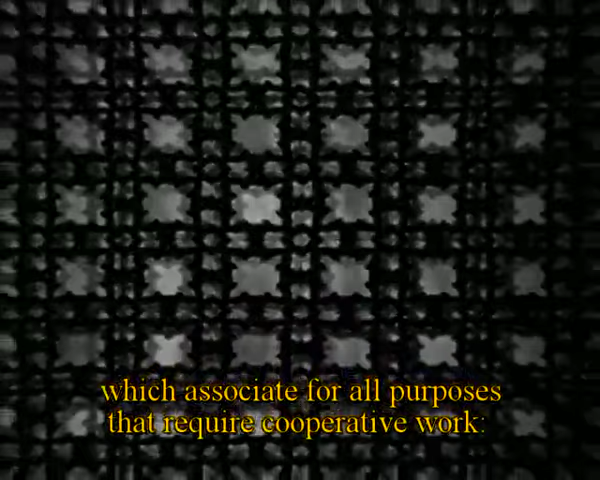 which associate for all purposes
that require cooperative work: